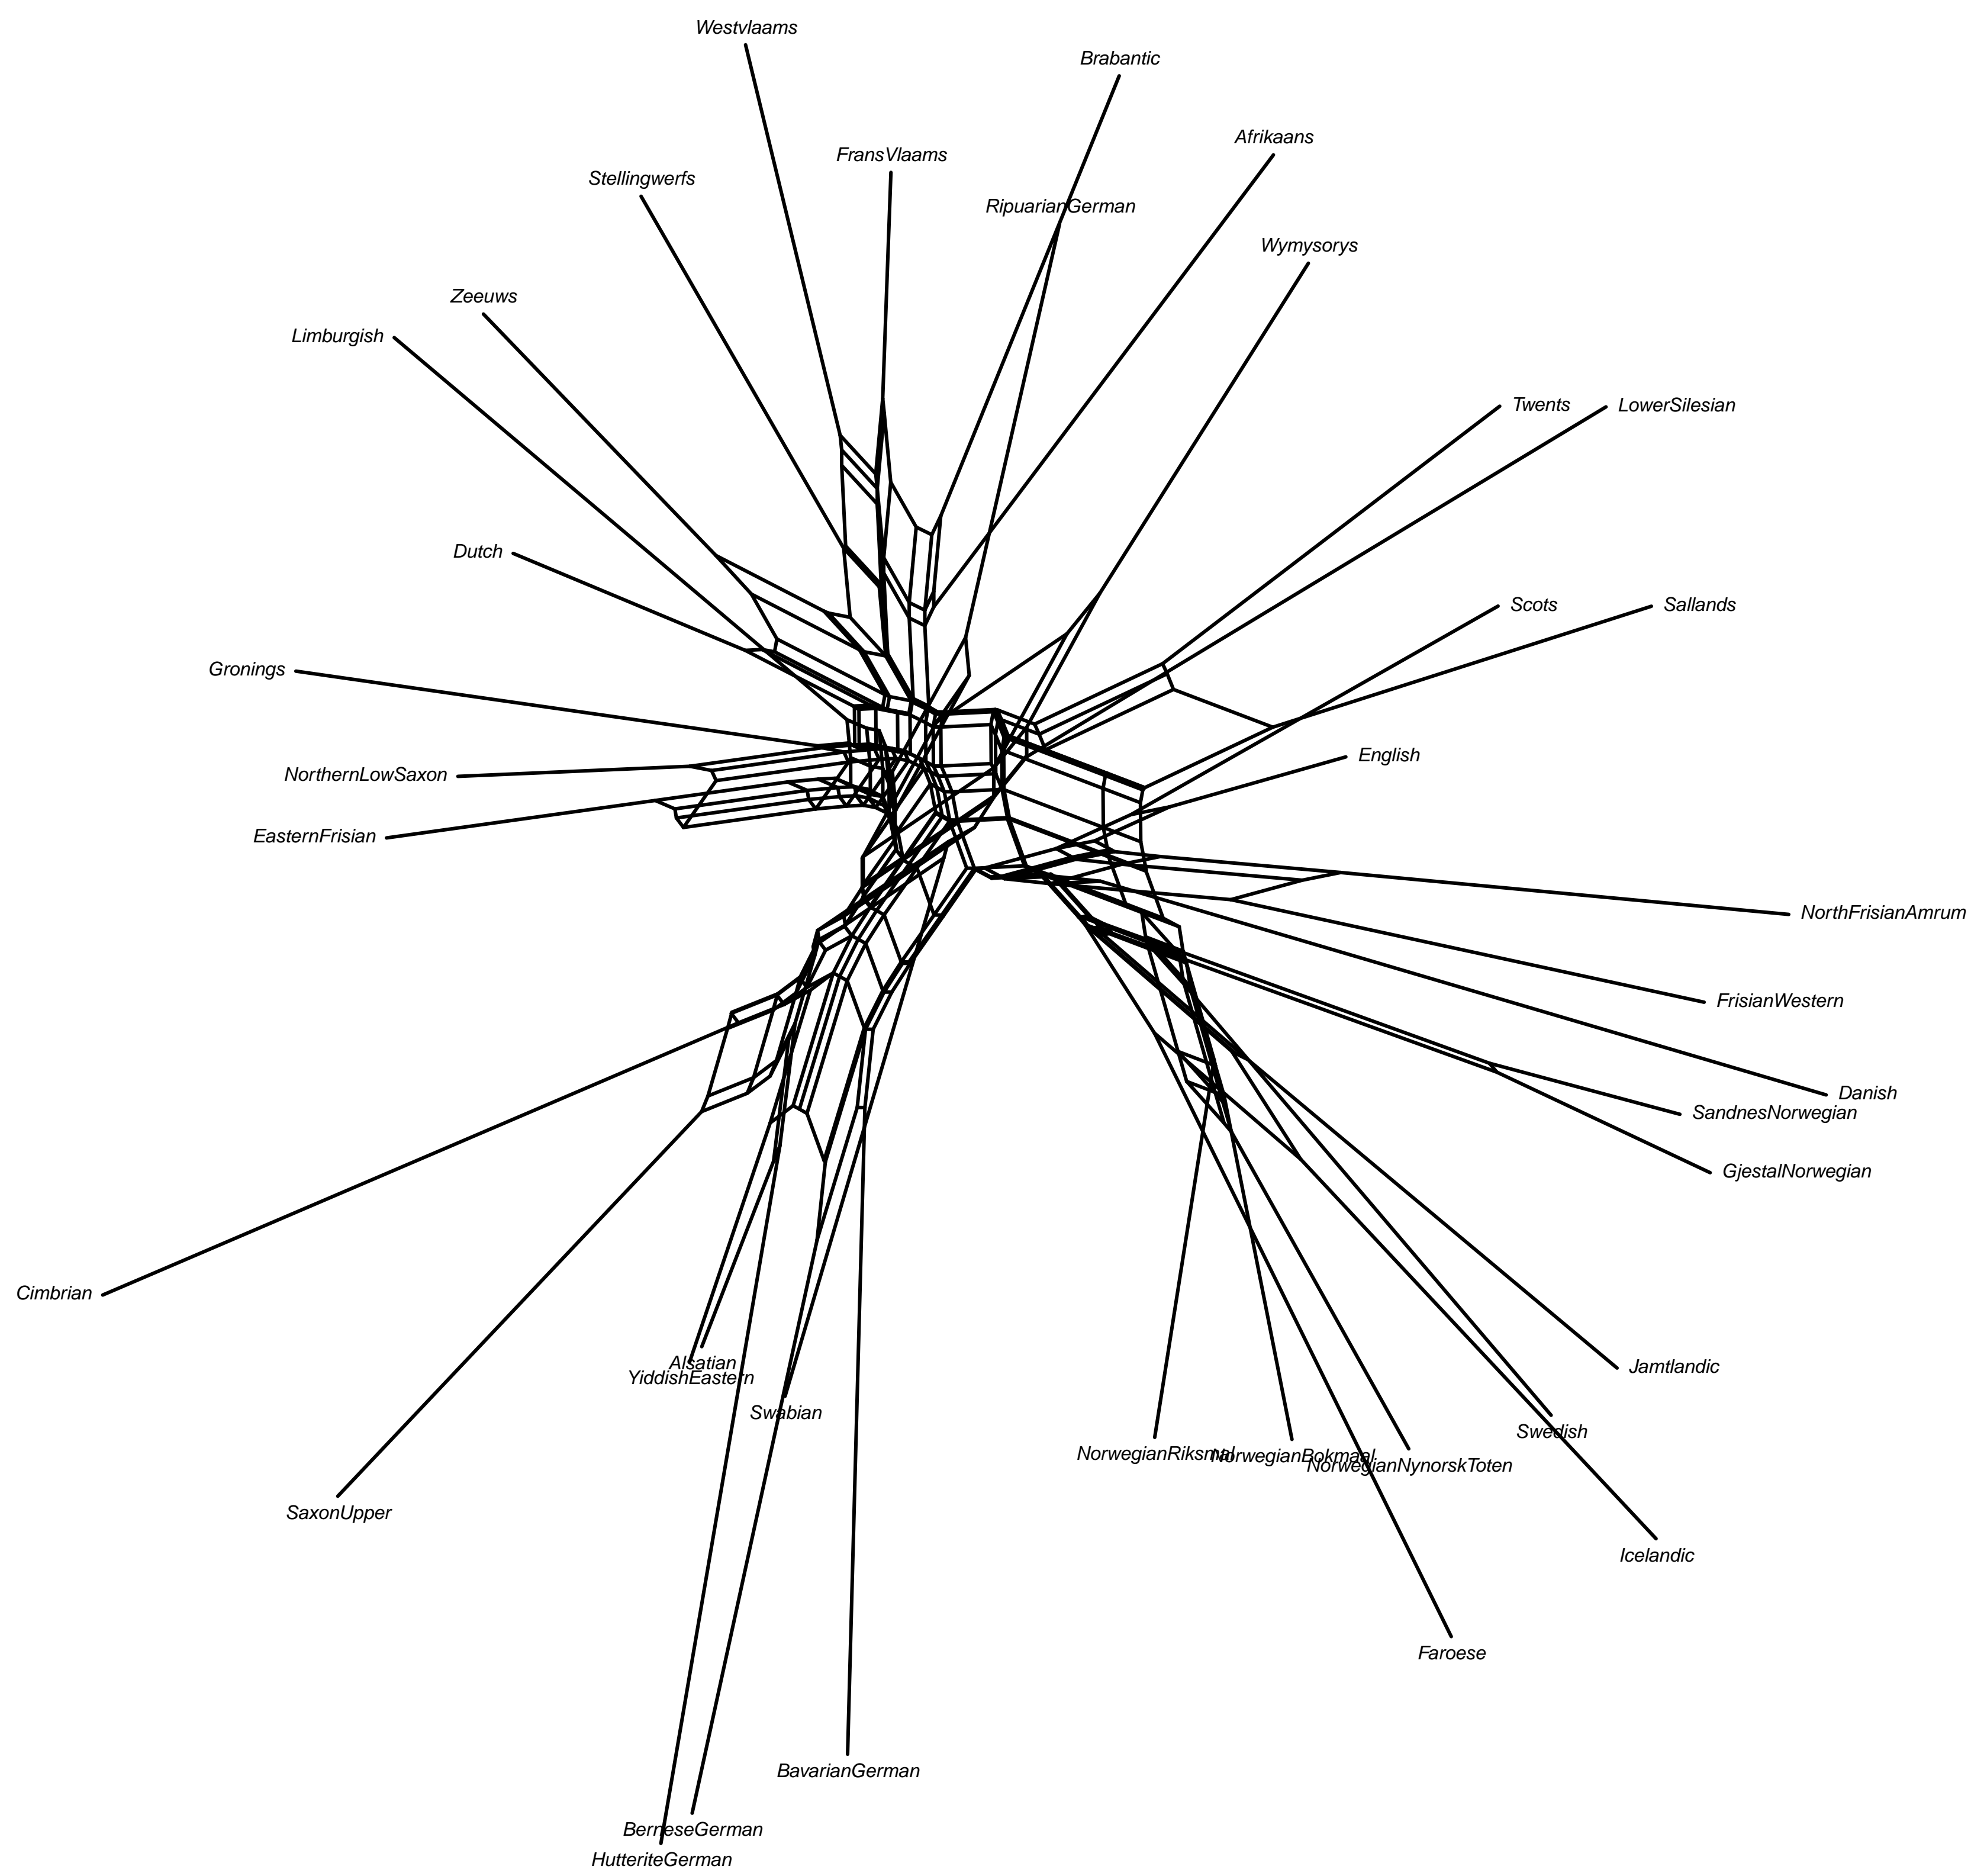 Westvlaams
Brabantic
Afrikaans
FransVlaams
Stellingwerfs
RipuarianGerman
Wymysorys
Zeeuws
Limburgish
Twents
LowerSilesian
Dutch
Scots
Sallands
Gronings
English
NorthernLowSaxon
EasternFrisian
NorthFrisianAmrum
FrisianWestern
Danish
SandnesNorwegian
GjestalNorwegian
Cimbrian
Alsatian
Jamtlandic
YiddishEastern
Swabian
Swedish
NorwegianRiksmal
NorwegianBokmaal
NorwegianNynorskToten
SaxonUpper
Icelandic
Faroese
BavarianGerman
BerneseGerman
HutteriteGerman